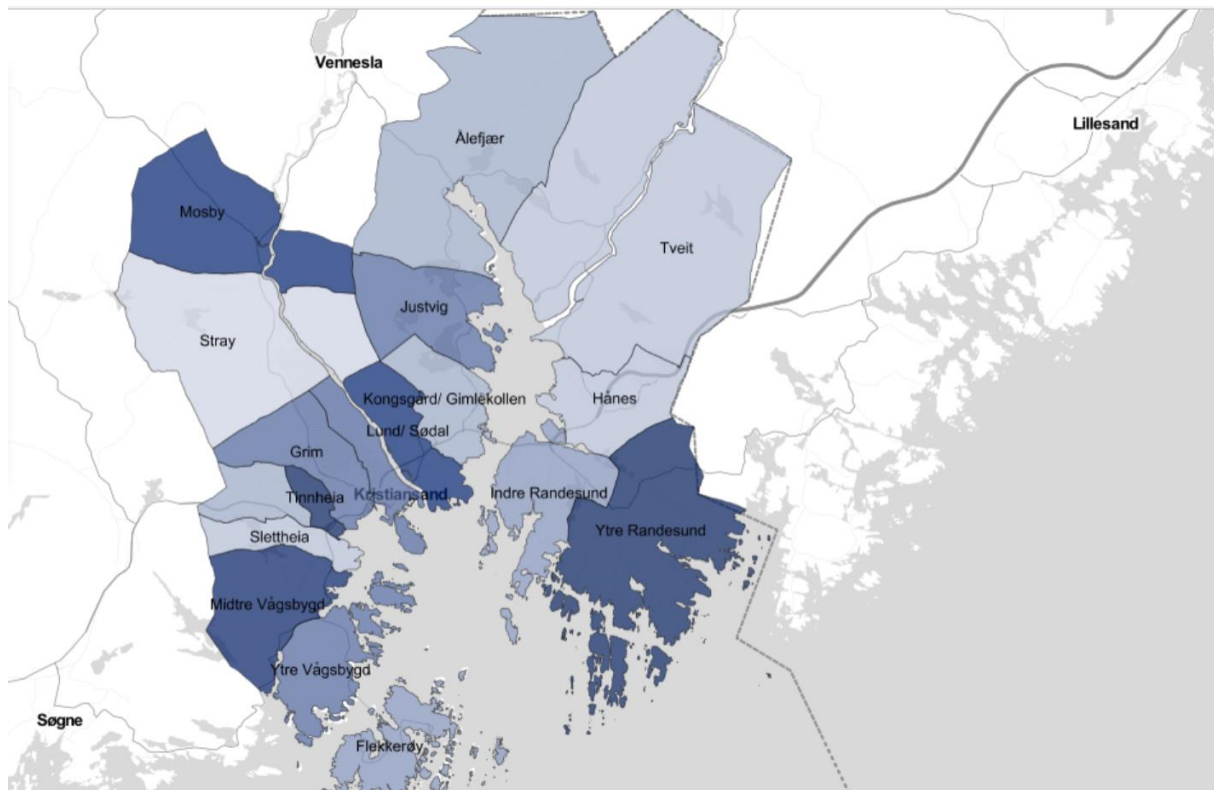 Vennesla
Lillesand
Ålefjær
Mosby
Tveit
Justvig
Stray
Kongsgård/ Gimlekollen
Hånes
Lund/ Sødal
Grim
Tinnheia
Kristiansand
Indre Randesund
Ytre Randesund
Slettheia
Midtre Vågsbygd
Ytre Vågsbygd
Søgne
Flekkerøy